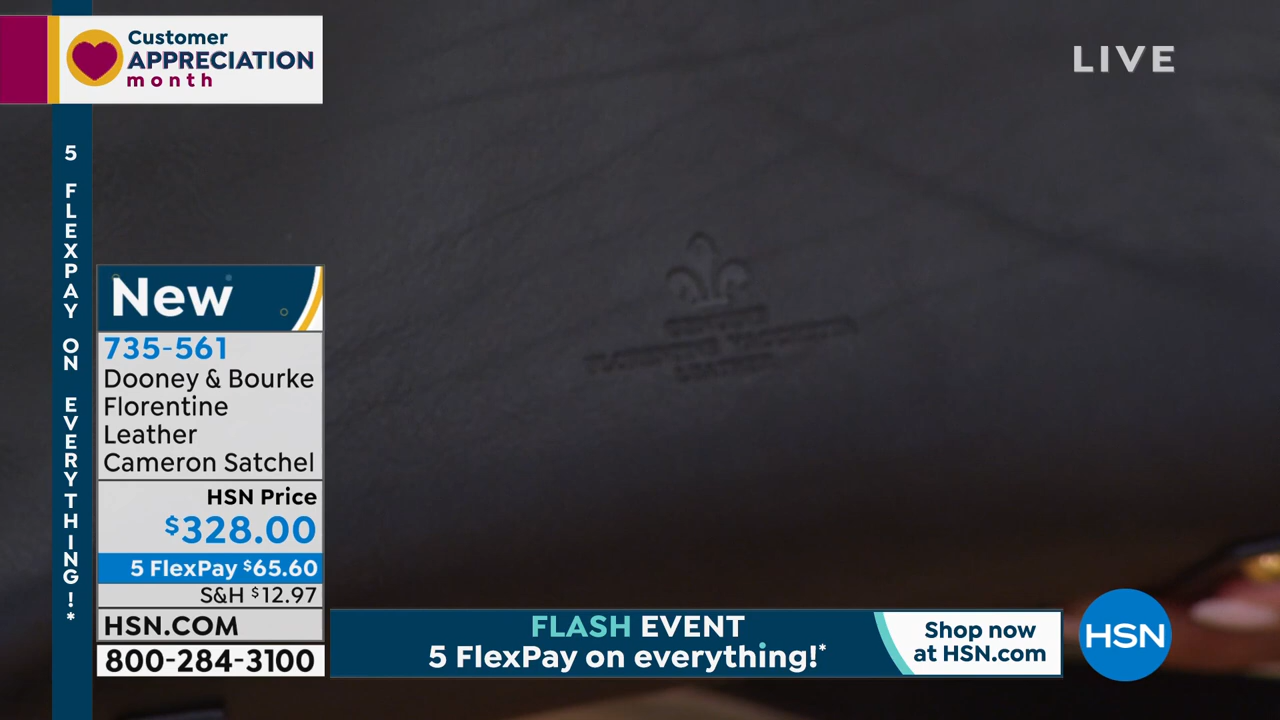 Customer
APPRECIATION
month
LIVE
5 FLEXPAY ON EVERYTHING!*
New
735-561
Dooney & Bourke
Florentine
Leather
Cameron Satchel
HSN Price
$328.00
5 FlexPay $65.60
S&H $12.97
HSN.COM
800-284-3100
FLASH EVENT
5 FlexPay on everything!*
Shop now
at HSN.com
HSN
LEATHER